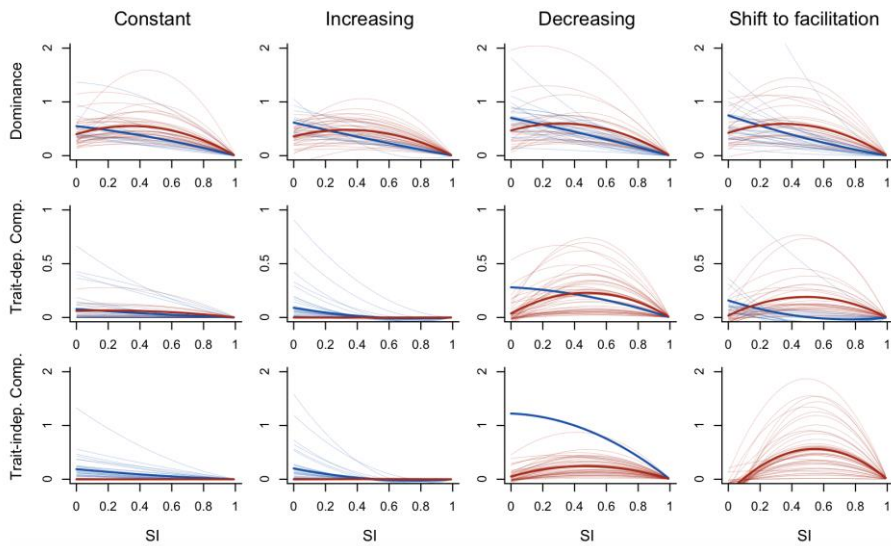 Constant Increasing Decreasing Shift to facilitation
Dominance
2 2 2 2
1 1 1 1
0 0 0 0
0 0.2 0.4 0.6 0.8 1 0 0.2 0.4 0.6 0.8 1 0 0.2 0.4 0.6 0.8 1 0 0.2 0.4 0.6 0.8 1
Trait-dep. Comp.
1 1 1 1
0.5 0.5 0.5 0.5
0 0 0 0
0 0.2 0.4 0.6 0.8 1 0 0.2 0.4 0.6 0.8 1 0 0.2 0.4 0.6 0.8 1 0 0.2 0.4 0.6 0.8 1
Trait-indep. Comp.
2 2 2 2
1 1 1 1
0 0 0 0
0 0.2 0.4 0.6 0.8 1 0 0.2 0.4 0.6 0.8 1 0 0.2 0.4 0.6 0.8 1 0 0.2 0.4 0.6 0.8 1
SI SI SI SI